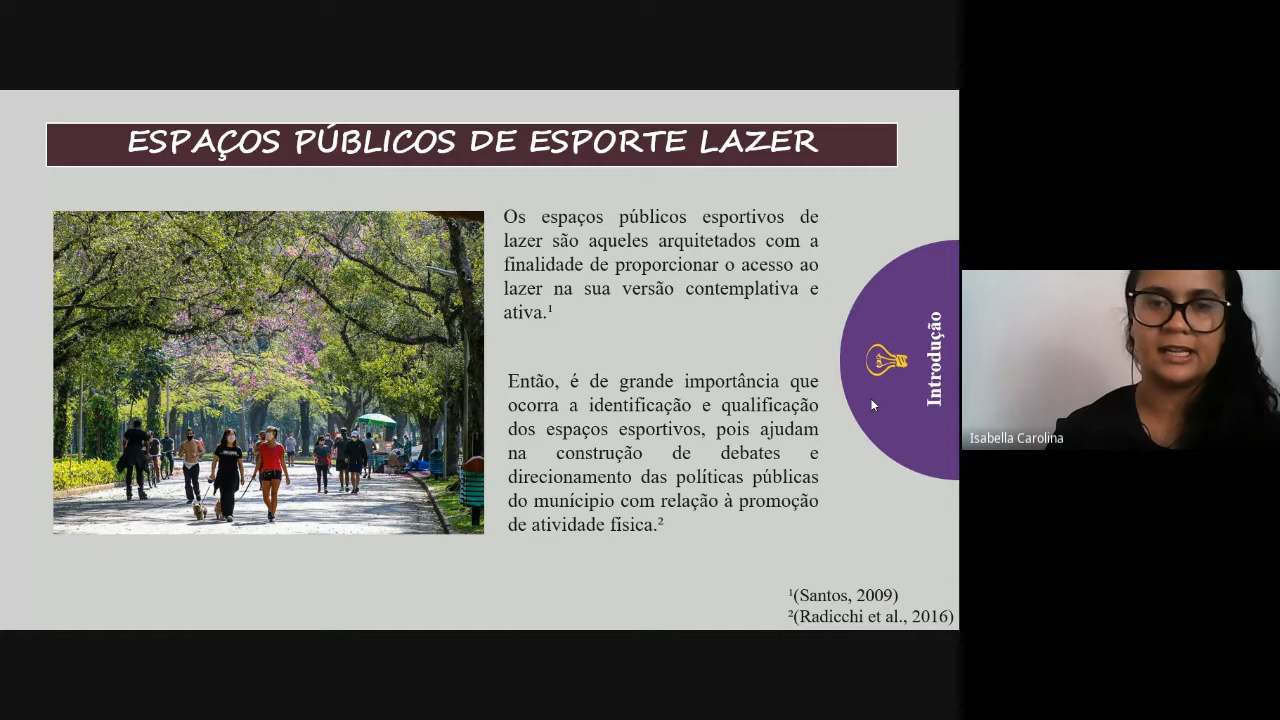 ESPAÇOS PÚBLICOS DE ESPORTE LAZER
Os espaços públicos esportivos de
lazer são aqueles arquitetados com a
finalidade de proporcionar o acesso ao
lazer na sua versão contemplativa e
ativa.¹
Então, é de grande importância que
ocorra a identificação e qualificação
dos espaços esportivos, pois ajudam
na construção de debates e
direcionamento das políticas públicas
do munícipio com relação à promoção
de atividade física.²
Introdução
¹(Santos, 2009)
²(Radicchi et al., 2016)
Isabella Carolina